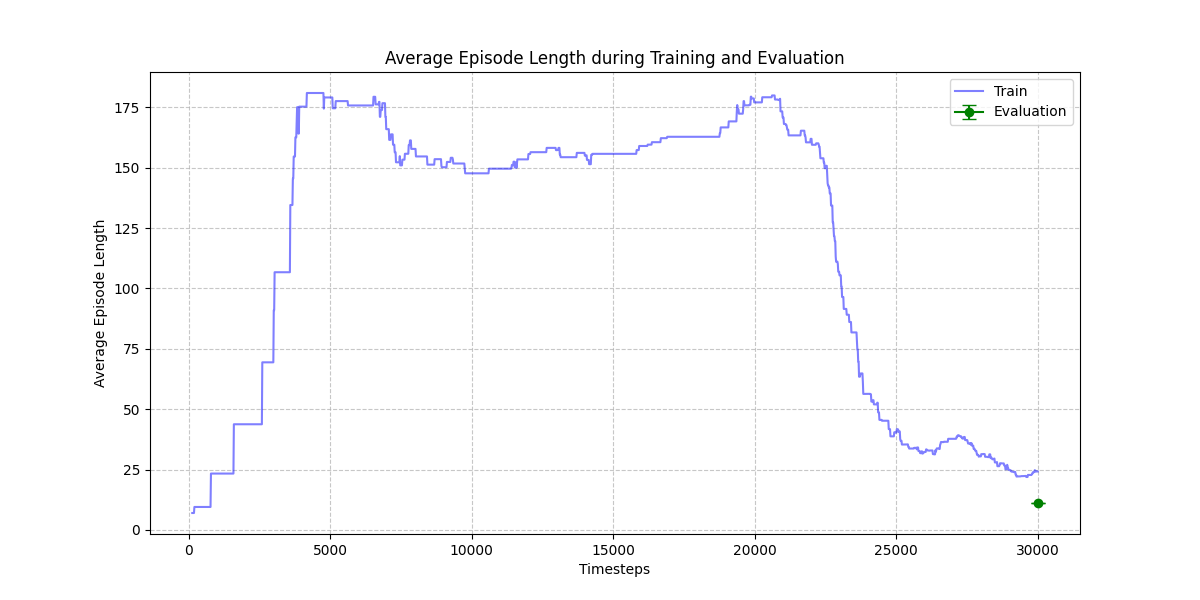 Average Episode Length during Training and Evaluation
Train
Evaluation
175
150
125
100
75
50
25
0
Average Episode Length
0 5000 10000 15000 20000 25000 30000
Timesteps